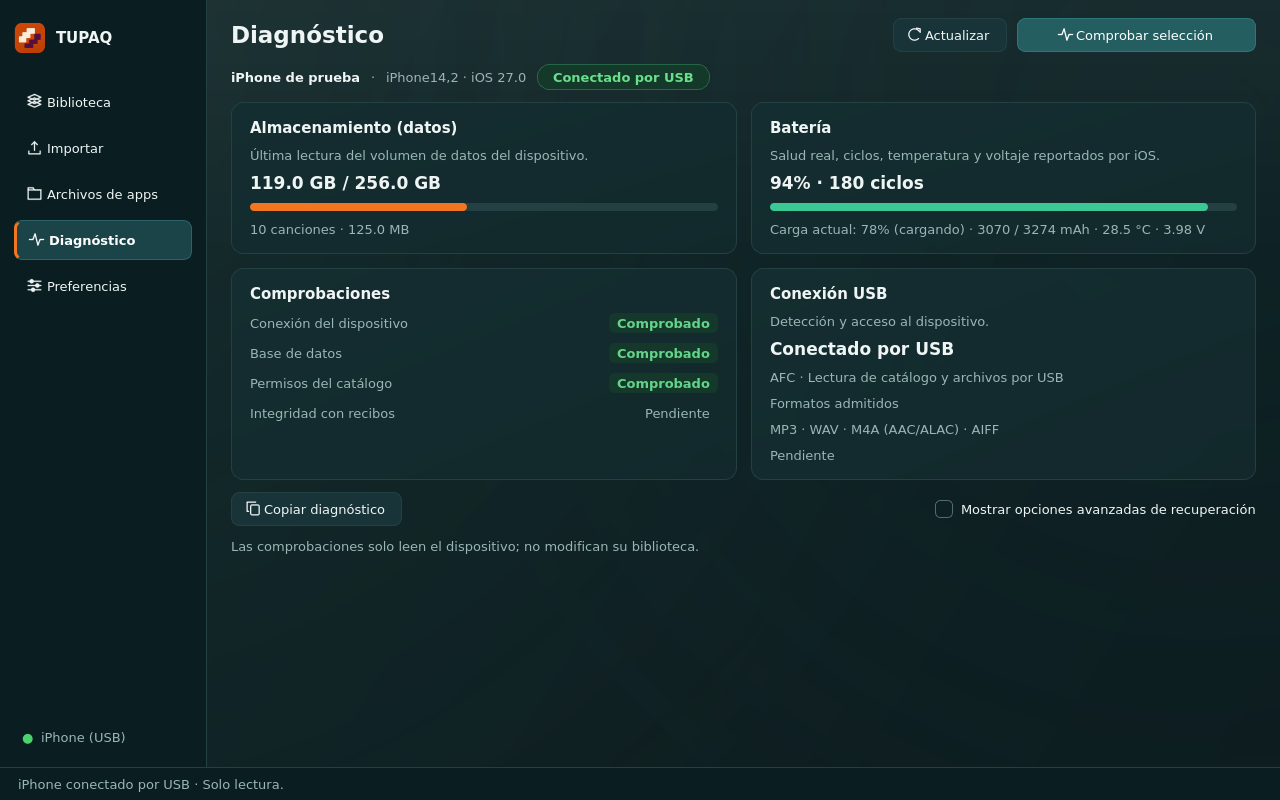 TUPAQ
Biblioteca
Importar
Archivos de apps
Diagnóstico
Preferencias
iPhone (USB)
Diagnóstico
Actualizar
Comprobar selección
iPhone de prueba · iPhone14,2 · iOS 27.0 Conectado por USB
Almacenamiento (datos)
Última lectura del volumen de datos del dispositivo.
119.0 GB / 256.0 GB
10 canciones · 125.0 MB
Batería
Salud real, ciclos, temperatura y voltaje reportados por iOS.
94% · 180 ciclos
Carga actual: 78% (cargando) · 3070 / 3274 mAh · 28.5 °C · 3.98 V
Comprobaciones
Conexión del dispositivo Comprobado
Base de datos Comprobado
Permisos del catálogo Comprobado
Integridad con recibos Pendiente
Conexión USB
Detección y acceso al dispositivo.
Conectado por USB
AFC · Lectura de catálogo y archivos por USB
Formatos admitidos
MP3 · WAV · M4A (AAC/ALAC) · AIFF
Pendiente
Copiar diagnóstico
Mostrar opciones avanzadas de recuperación
Las comprobaciones solo leen el dispositivo; no modifican su biblioteca.
iPhone conectado por USB · Solo lectura.